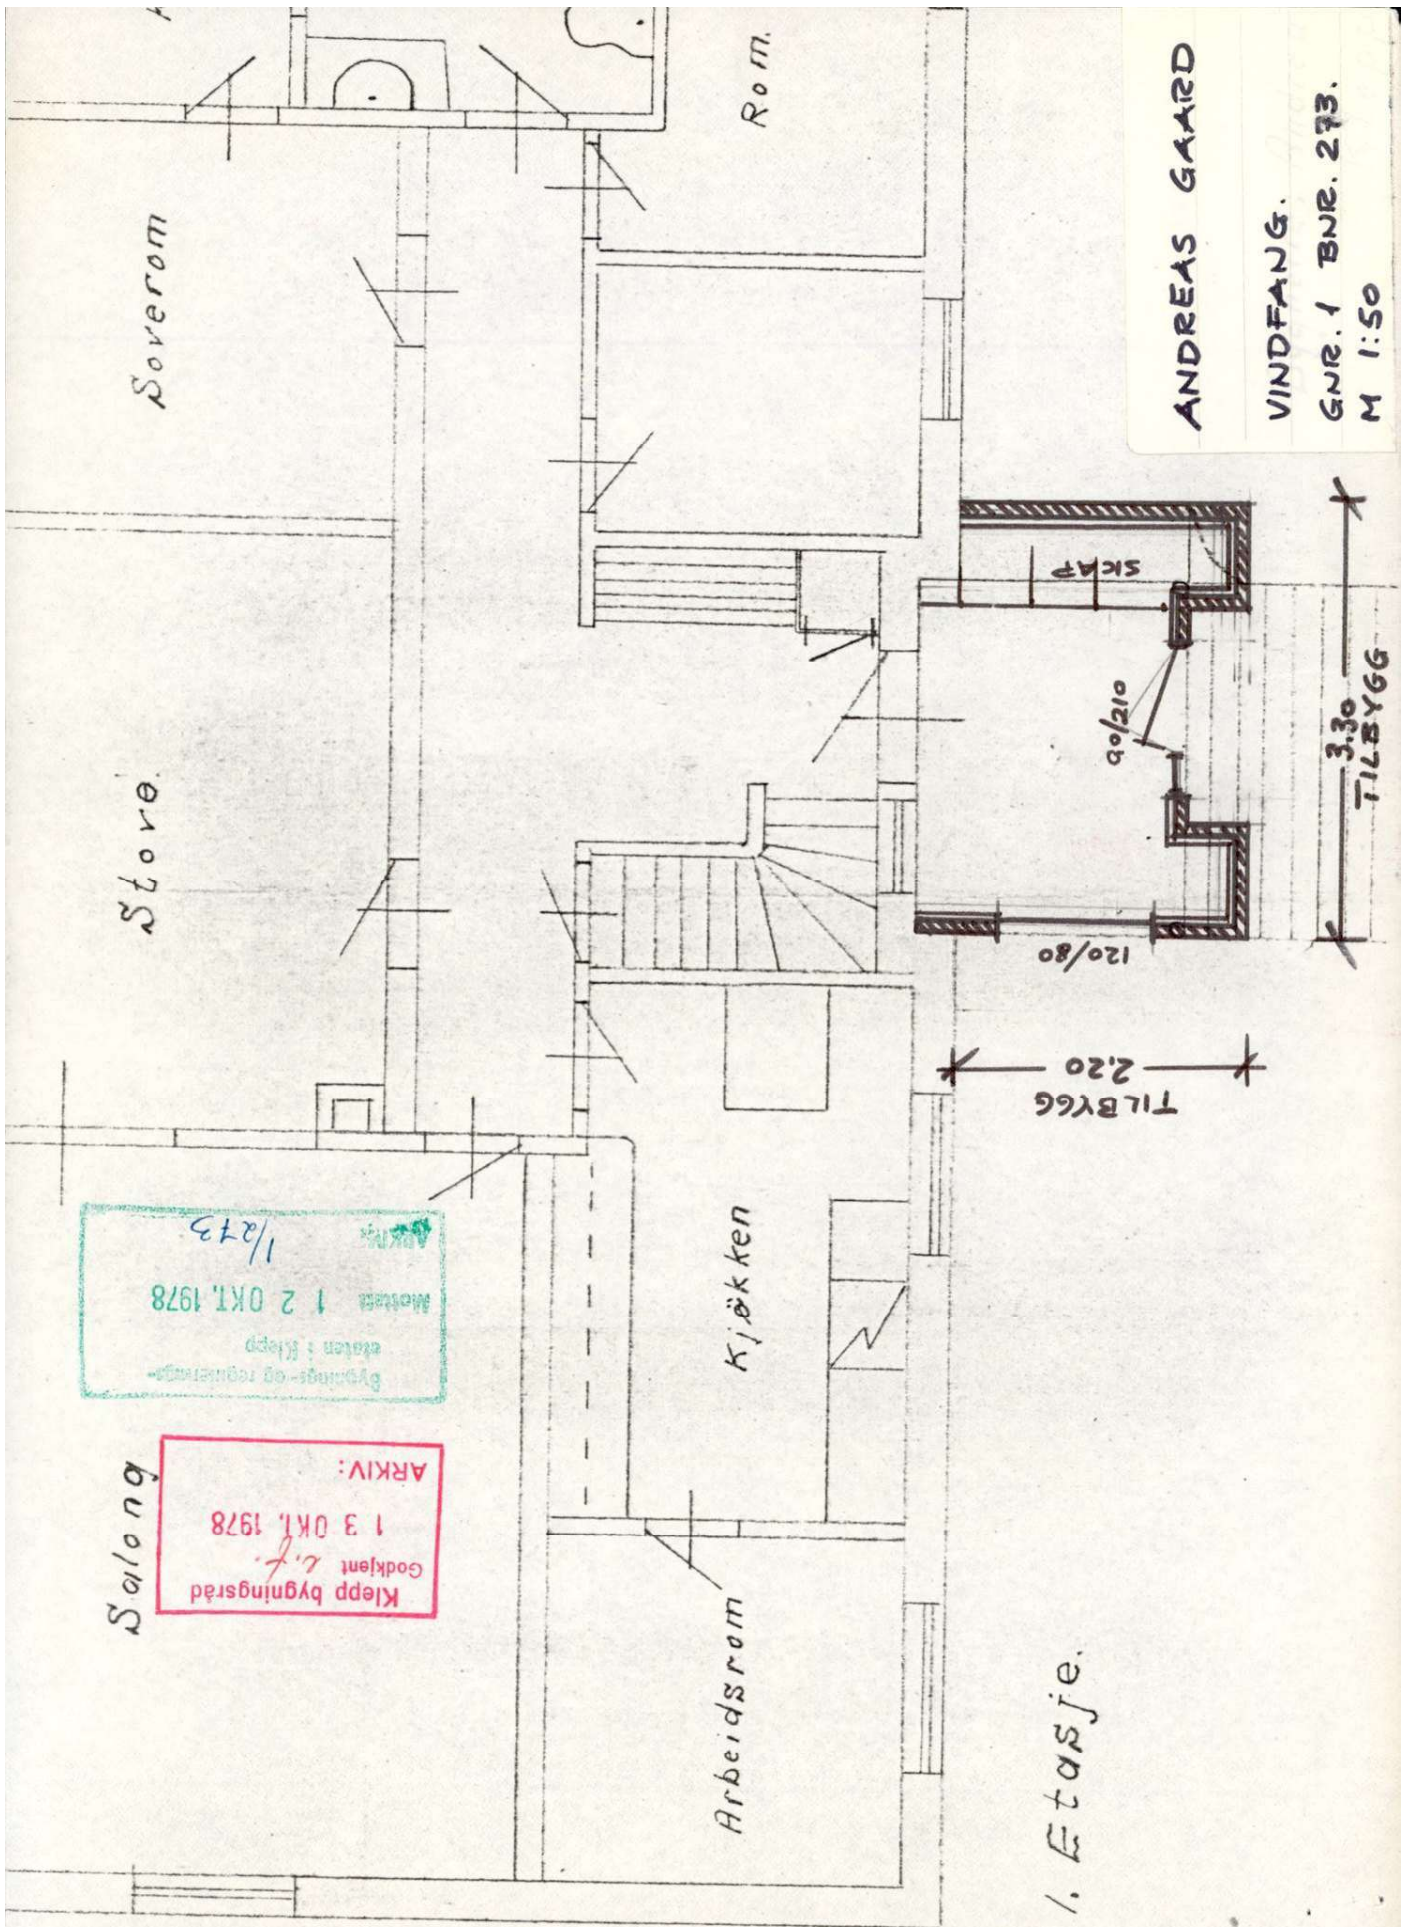 ANDREAS GAARD
VINDFANG.
GNR. 1 BNR. 273.
M 1:50
Rom.
Soverom
Stove.
SKAP
90/210
3.30
TILBYGG
120/80
2.20
TILBYGG
Kjøkken
Salong
Arbeidsrom
1. Etasje.
Bygnings- og regulerings-
etaten i Klepp
Mottatt 12 OKT. 1978
ARKIV:
1/273
Klepp bygningsråd
Godkjent
13 OKT. 1978
ARKIV: